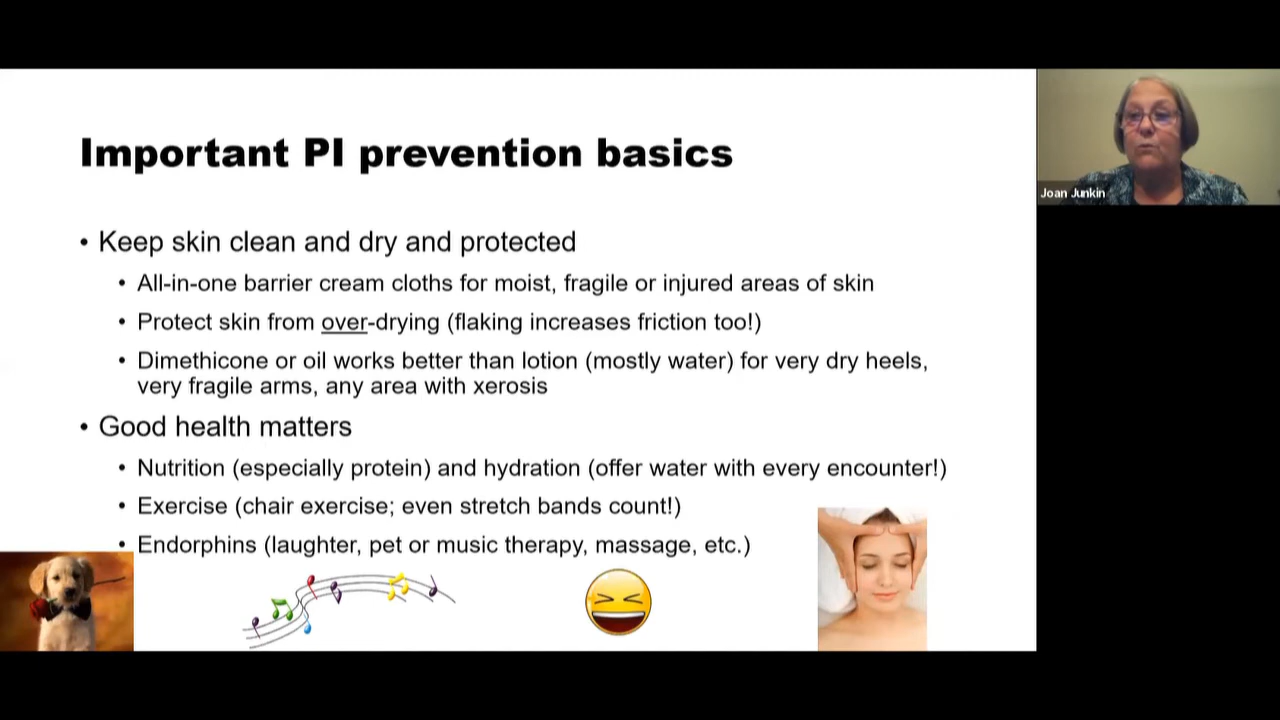 Important PI prevention basics
Joan Junkin
• Keep skin clean and dry and protected
• All-in-one barrier cream cloths for moist, fragile or injured areas of skin
• Protect skin from over-drying (flaking increases friction too!)
• Dimethicone or oil works better than lotion (mostly water) for very dry heels,
very fragile arms, any area with xerosis
• Good health matters
• Nutrition (especially protein) and hydration (offer water with every encounter!)
• Exercise (chair exercise; even stretch bands count!)
• Endorphins (laughter, pet or music therapy, massage, etc.)